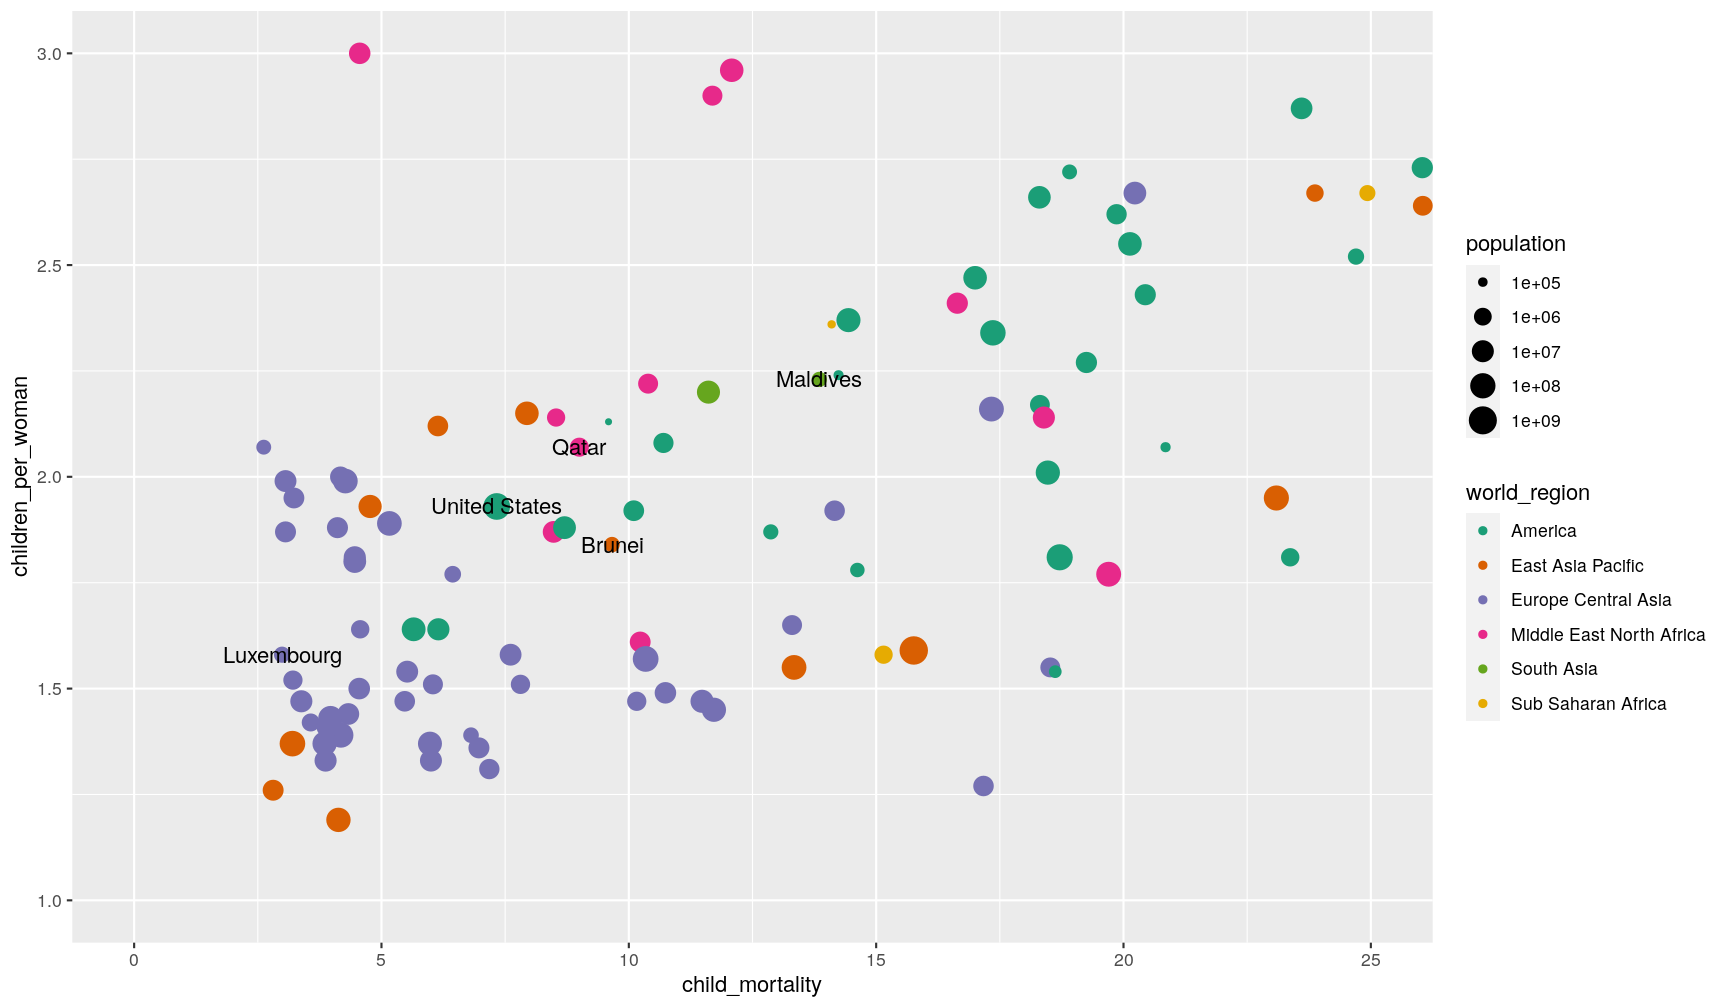 3.0
2.5
2.0
1.5
1.0
children_per_woman
Maldives
Qatar
United States
Brunei
Luxembourg
0 5 10 15 20 25
child_mortality
population
1e+05
1e+06
1e+07
1e+08
1e+09
world_region
America
East Asia Pacific
Europe Central Asia
Middle East North Africa
South Asia
Sub Saharan Africa